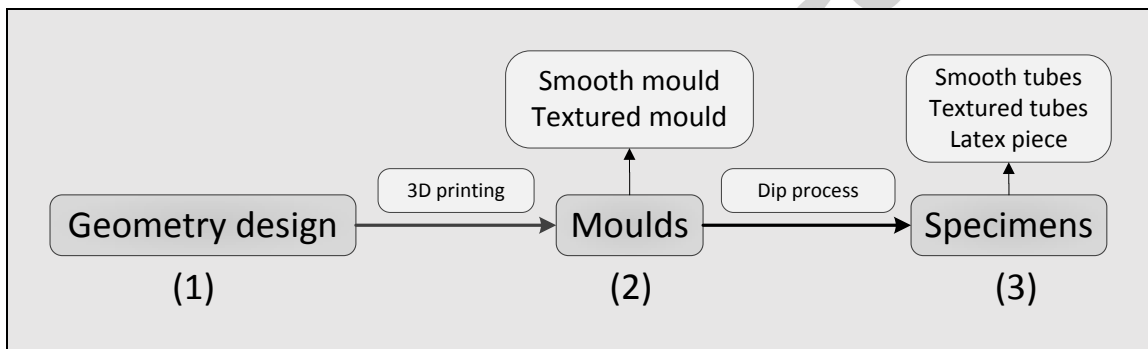 Smooth mould
Textured mould
Smooth tubes
Textured tubes
Latex piece
3D printing
Dip process
Geometry design
Moulds
Specimens
(1)
(2)
(3)